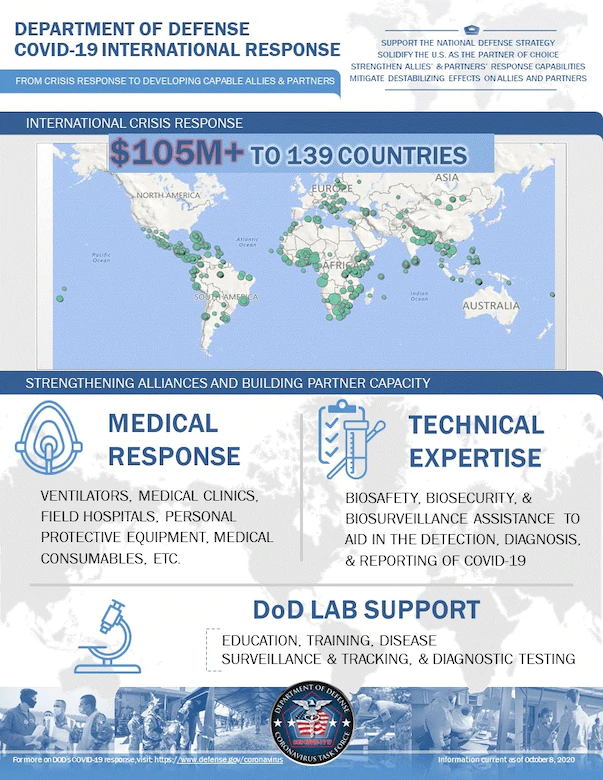 DEPARTMENT OF DEFENSE
COVID-19 INTERNATIONAL RESPONSE
FROM CRISIS RESPONSE TO DEVELOPING CAPABLE ALLIES & PARTNERS
SUPPORT THE NATIONAL DEFENSE STRATEGY
SOLIDIFY THE U.S. AS THE PARTNER OF CHOICE
STRENGTHEN ALLIES' & PARTNERS' RESPONSE CAPABILITIES
MITIGATE DESTABILIZING EFFECTS ON ALLIES AND PARTNERS
INTERNATIONAL CRISIS RESPONSE
$105M+ TO 139 COUNTRIES
NORTH AMERICA
EUROPE
ASIA
Pacific
Ocean
Atlantic
Ocean
AFRICA
SOUTH AMERICA
Indian
Ocean
AUSTRALIA
STRENGTHENING ALLIANCES AND BUILDING PARTNER CAPACITY
MEDICAL
RESPONSE
VENTILATORS, MEDICAL CLINICS,
FIELD HOSPITALS, PERSONAL
PROTECTIVE EQUIPMENT, MEDICAL
CONSUMABLES, ETC.
TECHNICAL
EXPERTISE
BIOSAFETY, BIOSECURITY, &
BIOSURVEILLANCE ASSISTANCE TO
AID IN THE DETECTION, DIAGNOSIS,
& REPORTING OF COVID-19
DoD LAB SUPPORT
EDUCATION, TRAINING, DISEASE
SURVEILLANCE & TRACKING, & DIAGNOSTIC TESTING
DEPARTMENT OF DEFENSE
CORONAVIRUS TASK FORCE
For more on DOD's COVID-19 response, visit: https://www.defense.gov/coronavirus
Information current as of October 8, 2020